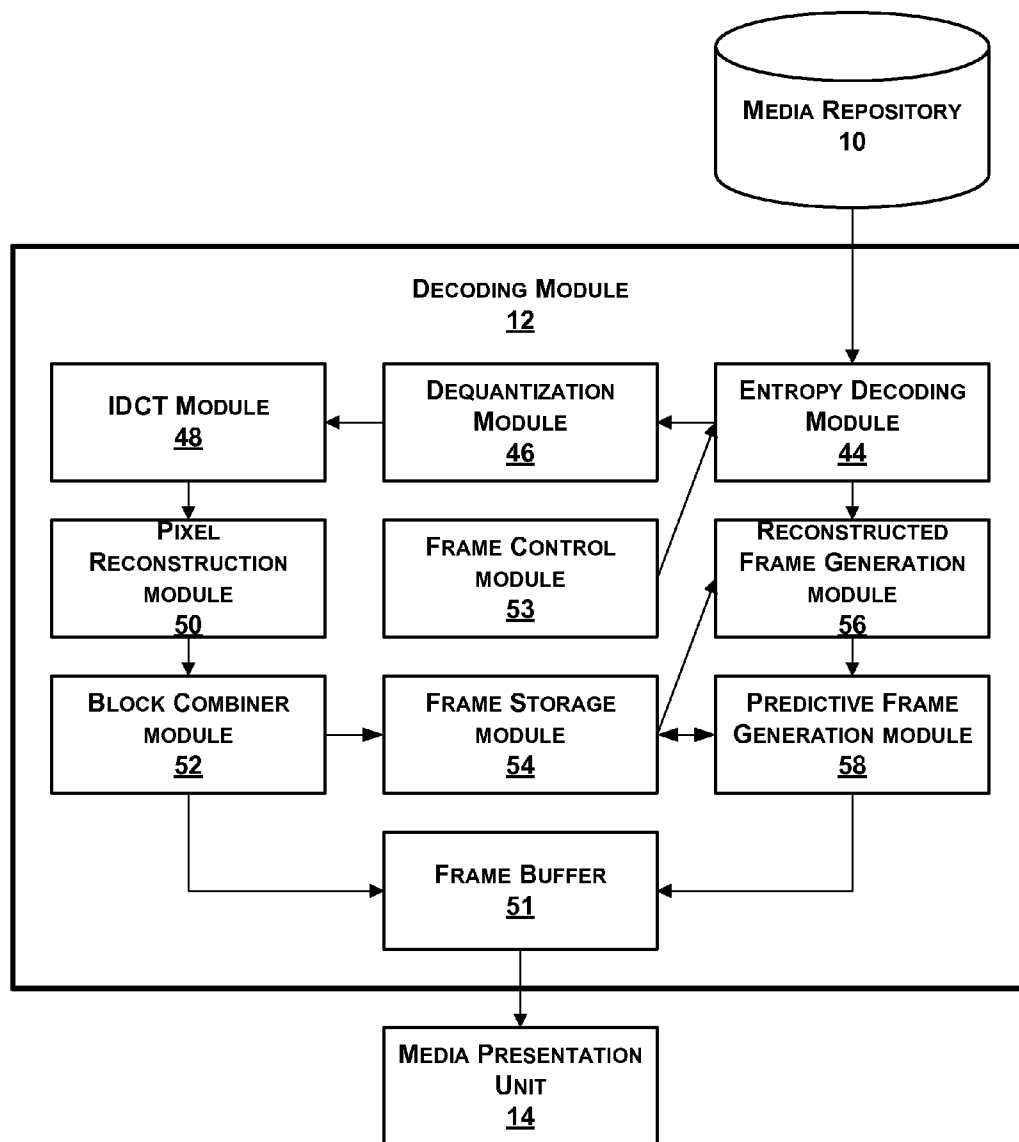 MEDIA REPOSITORY
10
DECODING MODULE
12
IDCT MODULE
48
DEQUANTIZATION
MODULE
46
ENTROPY DECODING
MODULE
44
PIXEL
RECONSTRUCTION
MODULE
50
FRAME CONTROL
MODULE
53
RECONSTRUCTED
FRAME GENERATION
MODULE
56
BLOCK COMBINER
MODULE
52
FRAME STORAGE
MODULE
54
PREDICTIVE FRAME
GENERATION MODULE
58
FRAME BUFFER
51
MEDIA PRESENTATION
UNIT
14